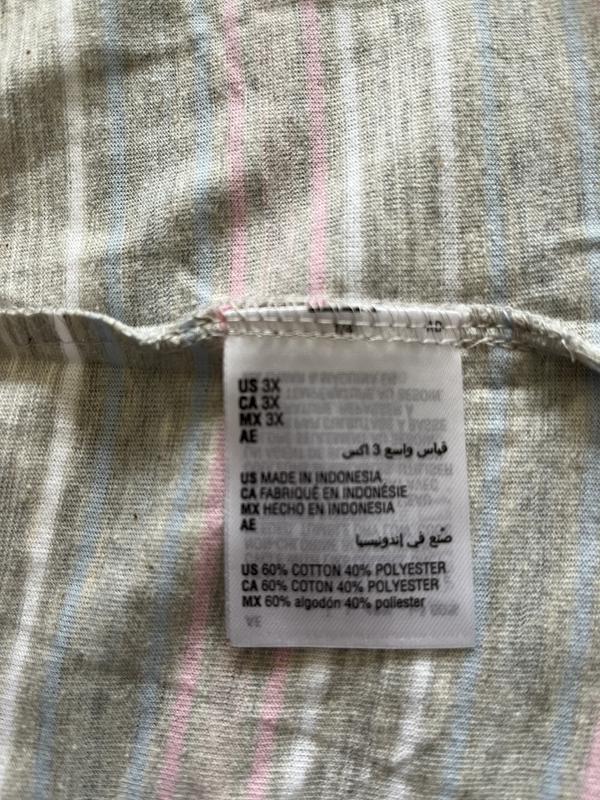 US 3X
CA 3X
MX 3X
AE
قياس واسع 3 اكس
US MADE IN INDONESIA
CA FABRIQUÉ EN INDONÉSIE
MX HECHO EN INDONESIA
AE
صنع في إندونيسيا
US 60% COTTON 40% POLYESTER
CA 60% COTON 40% POLYESTER
MX 60% algodón 40% poliester